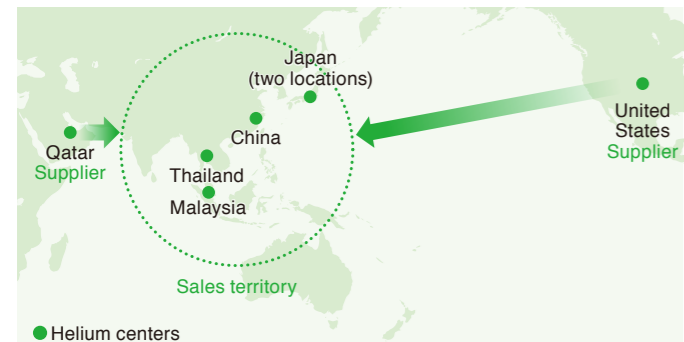 Japan
(two locations)
China
Qatar
Supplier
Thailand
Malaysia
United
States
Supplier
Sales territory
Helium centers